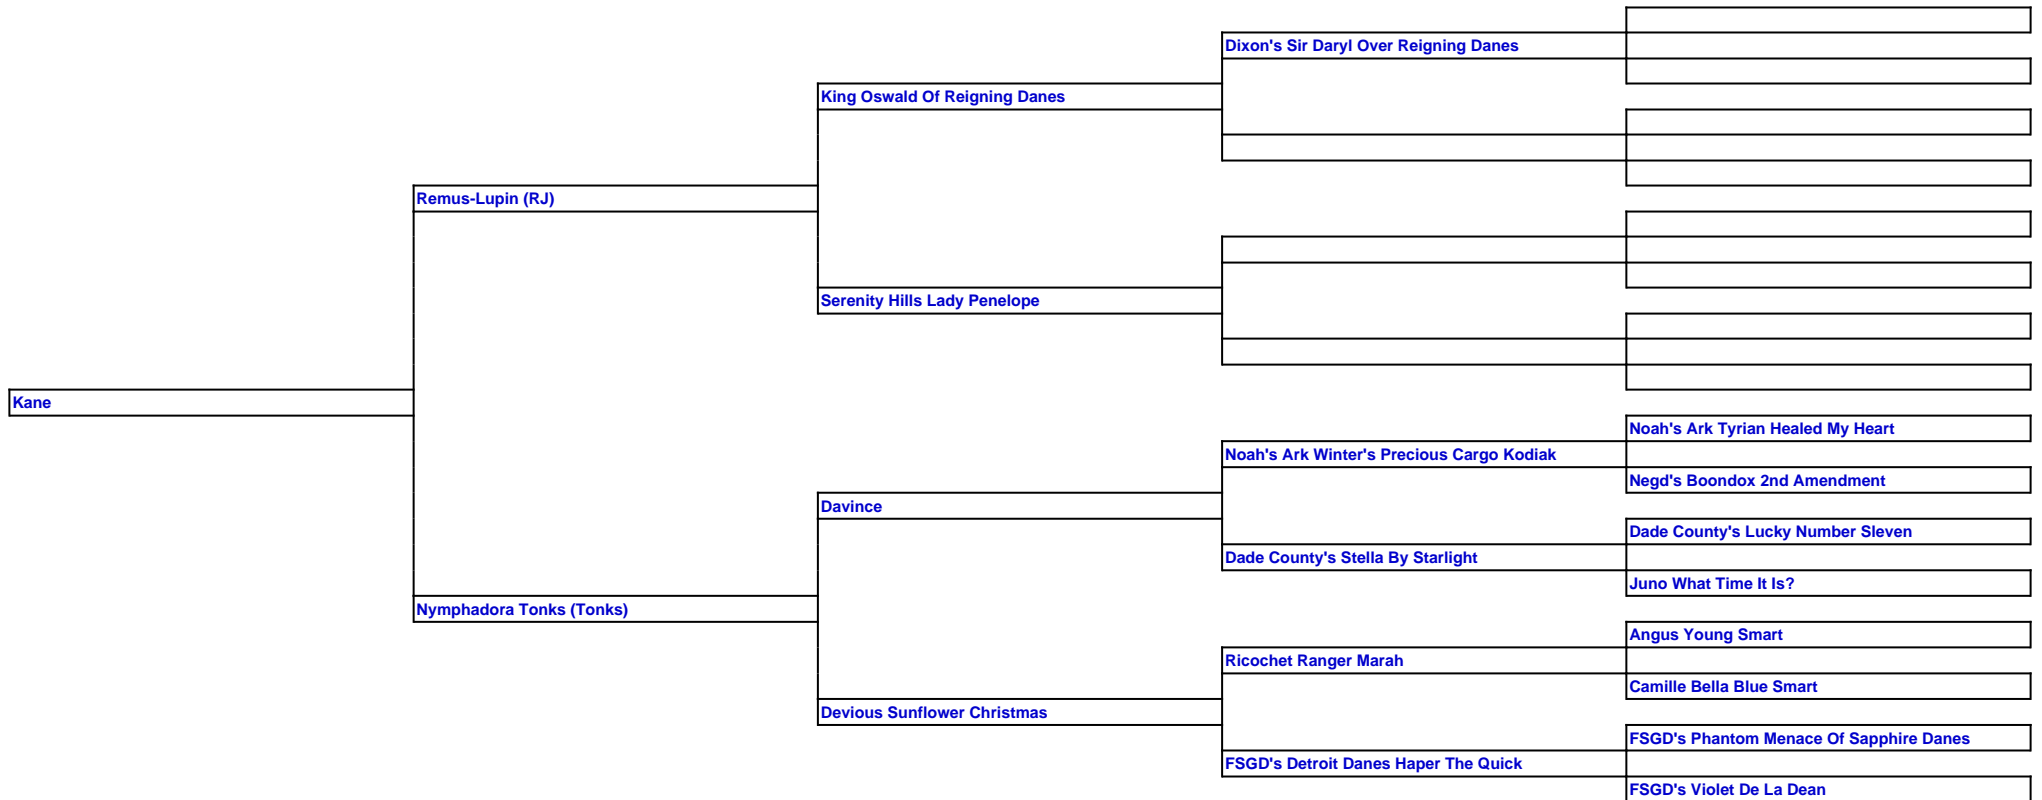 Dixon's Sir Daryl Over Reigning Danes
King Oswald Of Reigning Danes
Remus-Lupin (RJ)
Serenity Hills Lady Penelope
Kane
Noah's Ark Tyrian Healed My Heart
Noah's Ark Winter's Precious Cargo Kodiak
Negd's Boondox 2nd Amendment
Davince
Dade County's Lucky Number Sleven
Dade County's Stella By Starlight
Juno What Time It Is?
Nymphadora Tonks (Tonks)
Angus Young Smart
Ricochet Ranger Marah
Camille Bella Blue Smart
Devious Sunflower Christmas
FSGD's Phantom Menace Of Sapphire Danes
FSGD's Detroit Danes Haper The Quick
FSGD's Violet De La Dean